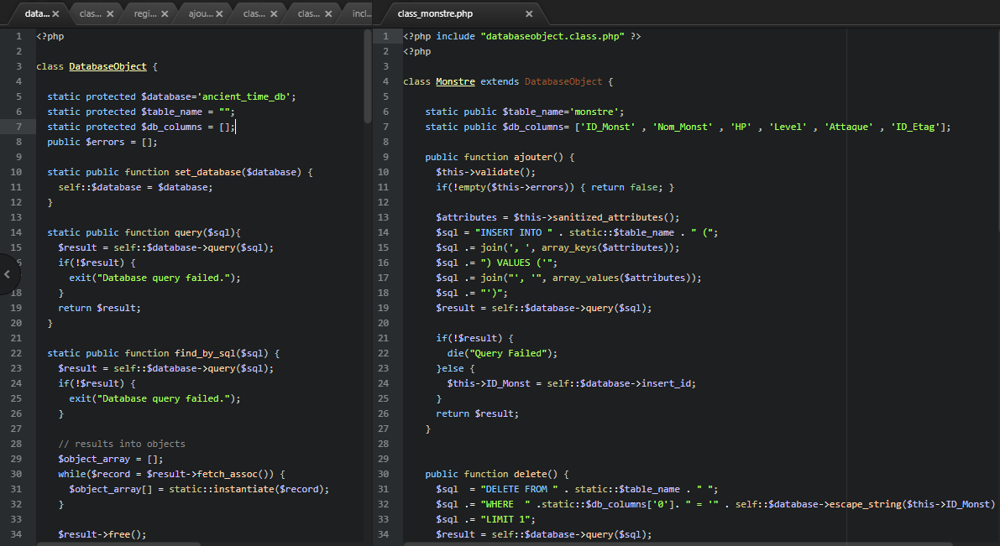 data...
clas...
regi...
ajou...
clas...
clas...
incl...
1 <?php
2
3 class DatabaseObject {
4
5 static protected $database='ancient_time_db';
6 static protected $table_name = "";
7 static protected $db_columns = [];
8 public $errors = [];
9
10 static public function set_database($database) {
11 self::$database = $database;
12 }
13
14 static public function query($sql){
15 $result = self::$database->query($sql);
if(!$result) {
exit("Database query failed.");
18 }
19 return $result;
20 }
21
22 static public function find_by_sql($sql) {
23 $result = self::$database->query($sql);
24 if(!$result) {
25 exit("Database query failed.");
26 }
27
28 // results into objects
29 $object_array = [];
30 while($record = $result->fetch_assoc()) {
31 $object_array[] = static::instantiate($record);
32 }
33
34 $result->free();
class_monstre.php
1 <?php include "databaseobject.class.php" ?>
2 <?php
3
4 class Monstre extends DatabaseObject {
5
6 static public $table_name='monstre';
7 static public $db_columns= ['ID_Monst' , 'Nom_Monst' , 'HP' , 'Level' , 'Attaque' , 'ID_Etag'];
8
9 public function ajouter() {
10 $this->validate();
11 if(!empty($this->errors)) { return false; }
12
13 $attributes = $this->sanitized_attributes();
14 $sql = "INSERT INTO " . static::$table_name . " (";
15 $sql .= join(', ', array_keys($attributes));
16 $sql .= ") VALUES ('";
17 $sql .= join("', '", array_values($attributes));
18 $sql .= "')";
19 $result = self::$database->query($sql);
20
21 if(!$result) {
22 die("Query Failed");
23 }else {
24 $this->ID_Monst = self::$database->insert_id;
25 }
26 return $result;
27 }
28
29
30 public function delete() {
31 $sql  = "DELETE FROM " . static::$table_name . " ";
32 $sql .= "WHERE  " .static::$db_columns['0']. " = '" . self::$database->escape_string($this->ID_Monst)
33 $sql .= "LIMIT 1";
34 $result = self::$database->query($sql);